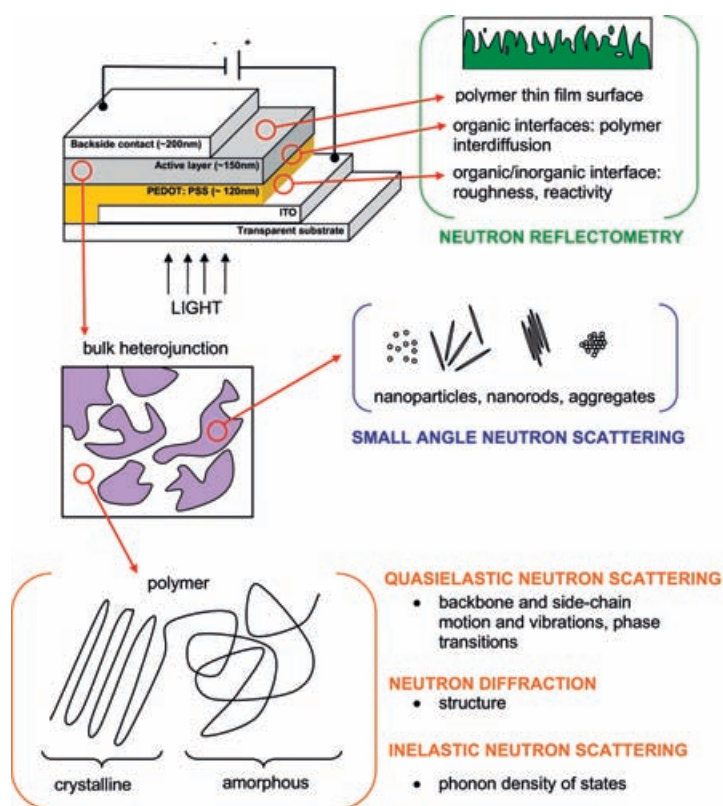 - +
Backside contact (~200nm)
Active layer (~150nm)
PEDOT: PSS (~ 120nm)
ITO
Transparent substrate
LIGHT
polymer thin film surface
organic interfaces: polymer
interdiffusion
organic/inorganic interface:
roughness, reactivity
NEUTRON REFLECTOMETRY
bulk heterojunction
nanoparticles, nanorods, aggregates
SMALL ANGLE NEUTRON SCATTERING
polymer
crystalline
amorphous
QUASIELASTIC NEUTRON SCATTERING
• backbone and side-chain
motion and vibrations, phase
transitions
NEUTRON DIFFRACTION
• structure
INELASTIC NEUTRON SCATTERING
• phonon density of states